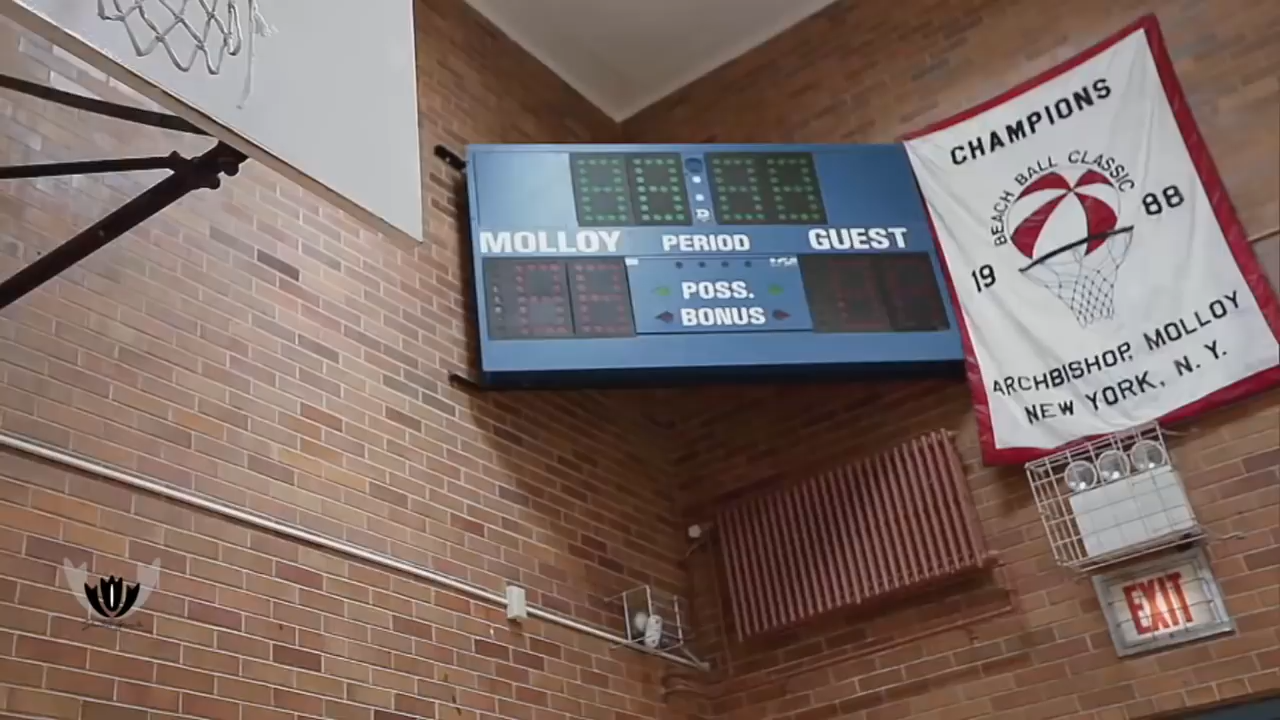 MOLLOY PERIOD GUEST
POSS.
BONUS
CHAMPIONS
BEACH BALL CLASSIC
19 88
ARCHBISHOP, MOLLOY
NEW YORK, N. Y.
EXIT